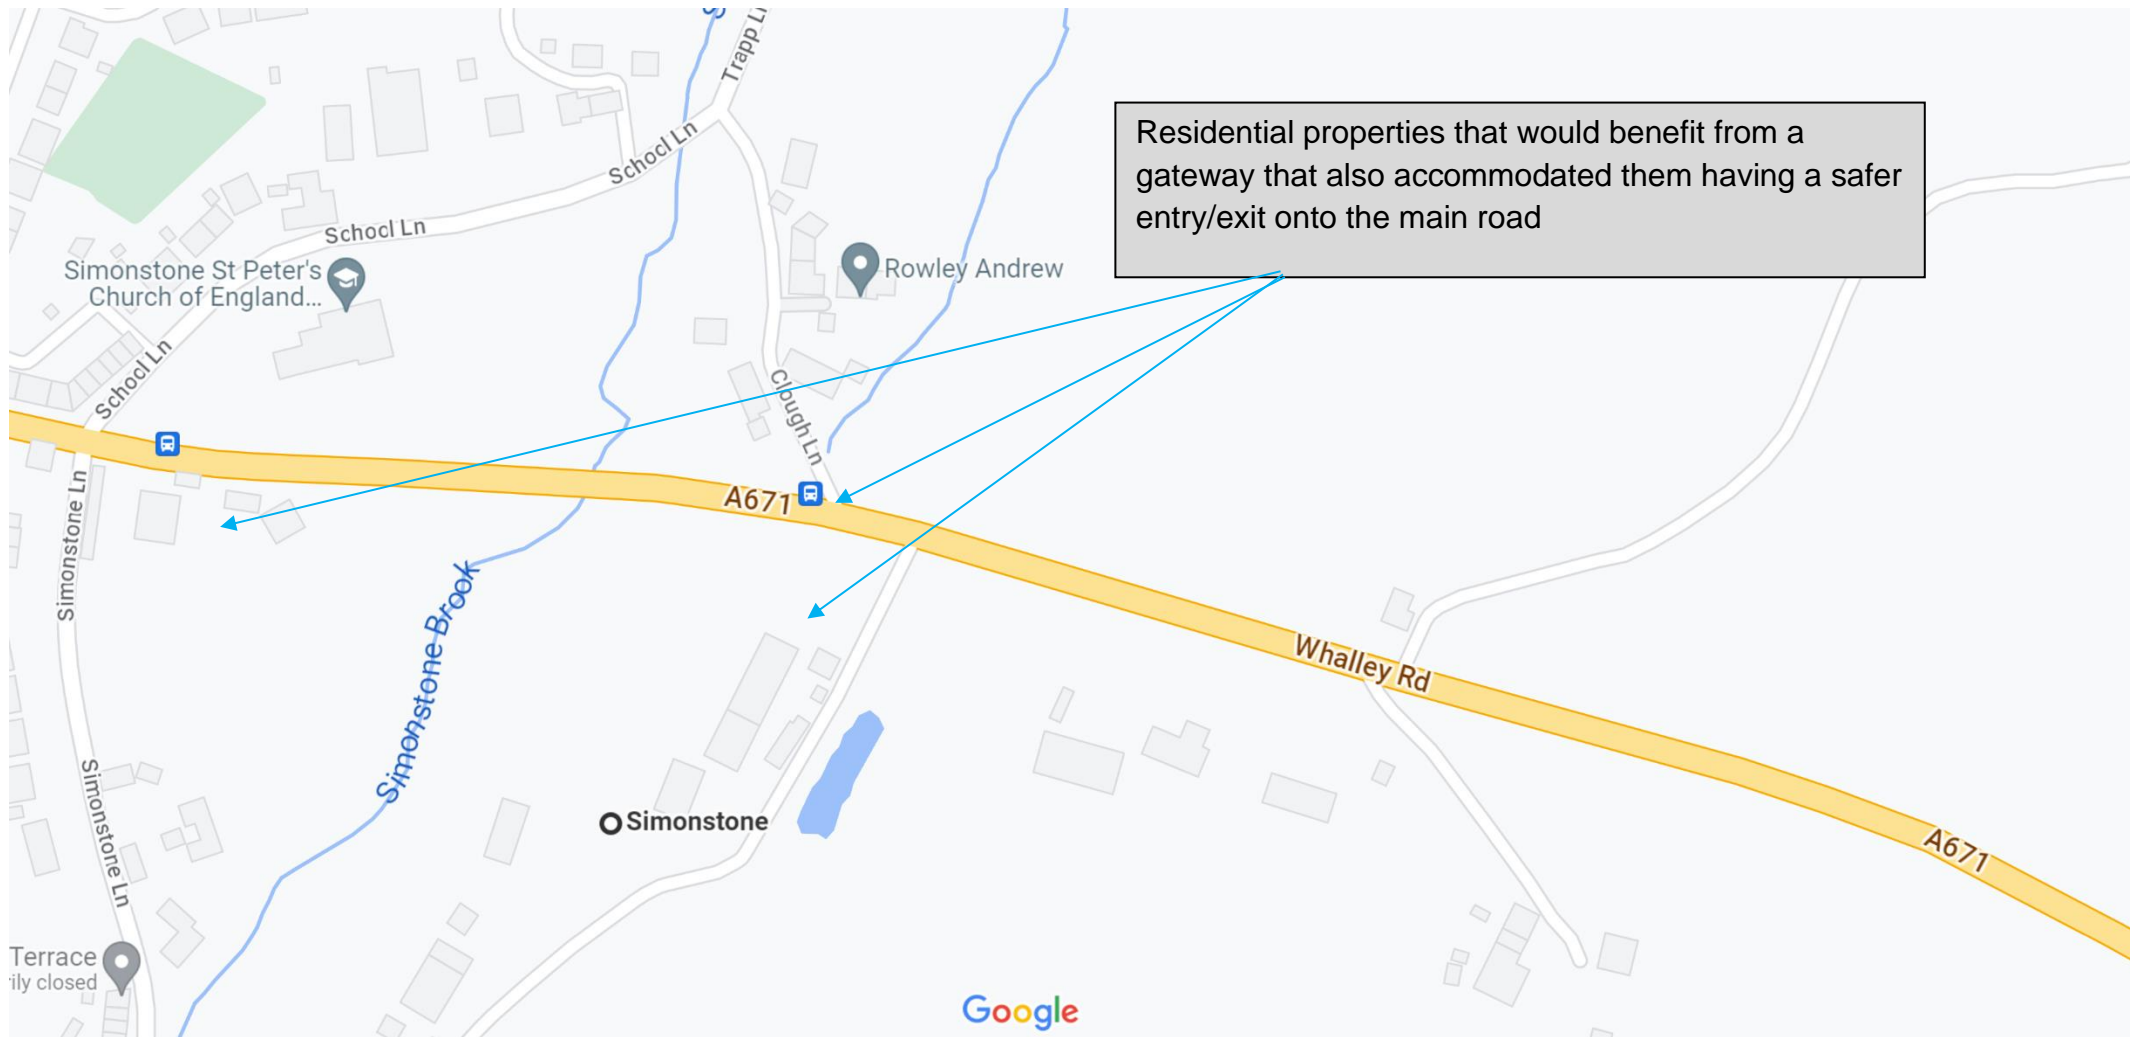 Trapp L
School Ln
School Ln
Simonstone St Peter's
Church of England...
School Ln
Rowley Andrew
Residential properties that would benefit from a
gateway that also accommodated them having a safer
entry/exit onto the main road
Clough Ln
A671
Simonstone Ln
Simonstone Brook
Whalley Rd
Simonstone
Simonstone Ln
A671
Terrace
rily closed
Google